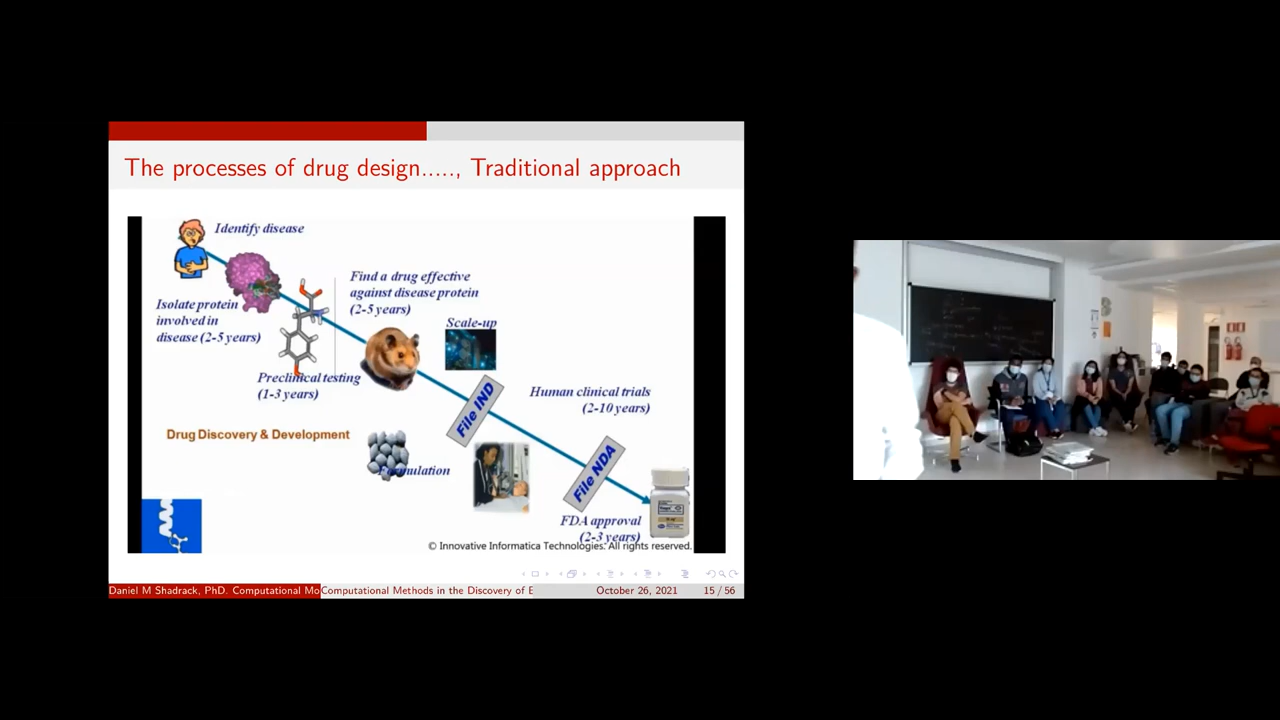 The processes of drug design....., Traditional approach
Identify disease
Isolate protein
involved in
disease (2-5 years)
Find a drug effective
against disease protein
(2-5 years)
Scale-up
Preclinical testing
(1-3 years)
File IND
Human clinical trials
(2-10 years)
Drug Discovery & Development
Formulation
File NDA
FDA approval
(2-3 years)
© Innovative Informatica Technologies. All rights reserved.
Daniel M Shadrack, PhD. Computational Mo
Computational Methods in the Discovery of E
October 26, 2021
15 / 56